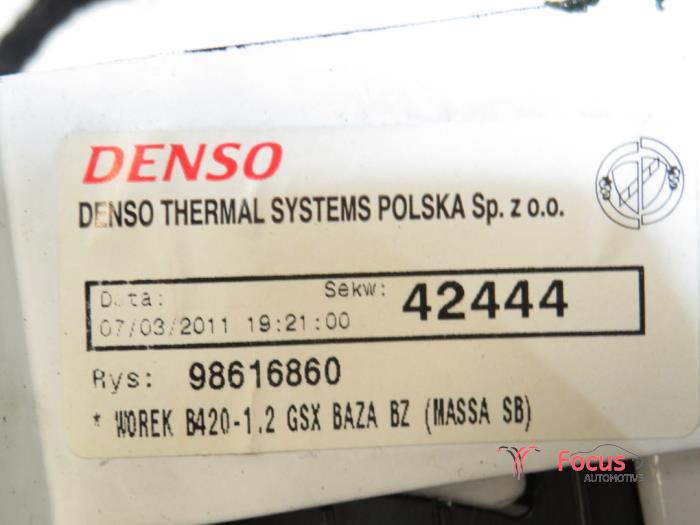 DENSO
DENSO THERMAL SYSTEMS POLSKA Sp. z o.o.
Data: Sekw: 42444
07/03/2011 19:21:00
Rys: 98616860
* WOREK B420-1.2 GSX BAZA BZ (MASSA SB)
Focus
AUTOMOTIVE